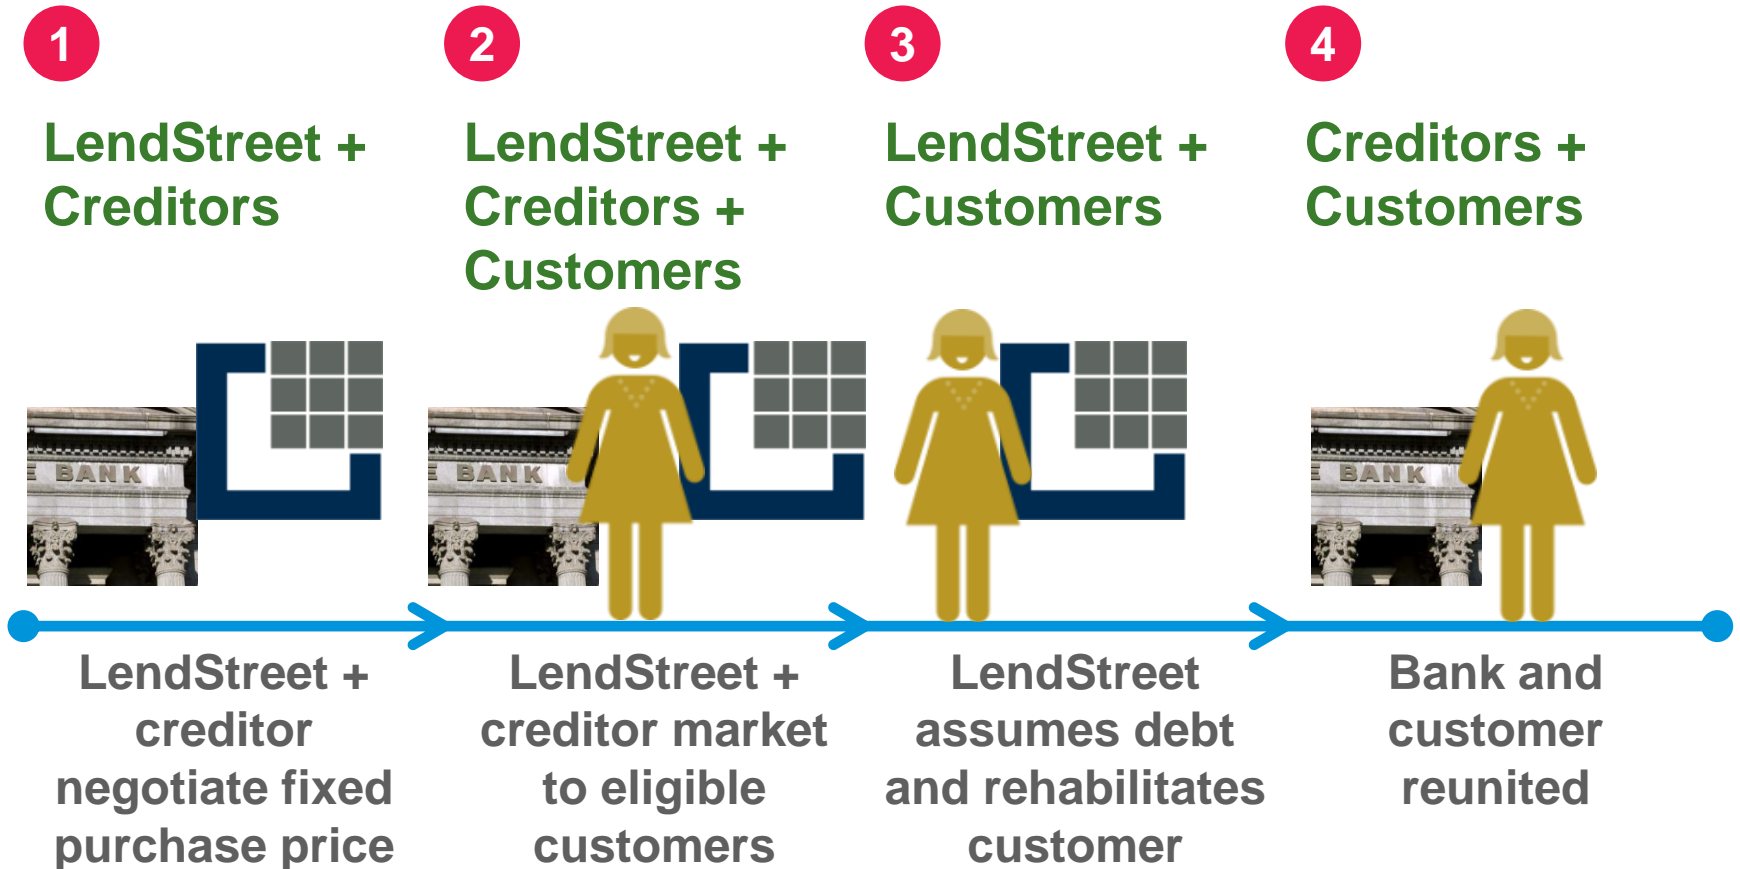 1
LendStreet +
Creditors
E BANK
LendStreet +
creditor
negotiate fixed
purchase price
2
LendStreet +
Creditors +
Customers
E BANK
LendStreet +
creditor market
to eligible
customers
3
LendStreet +
Customers
LendStreet
assumes debt
and rehabilitates
customer
4
Creditors +
Customers
E BANK
Bank and
customer
reunited